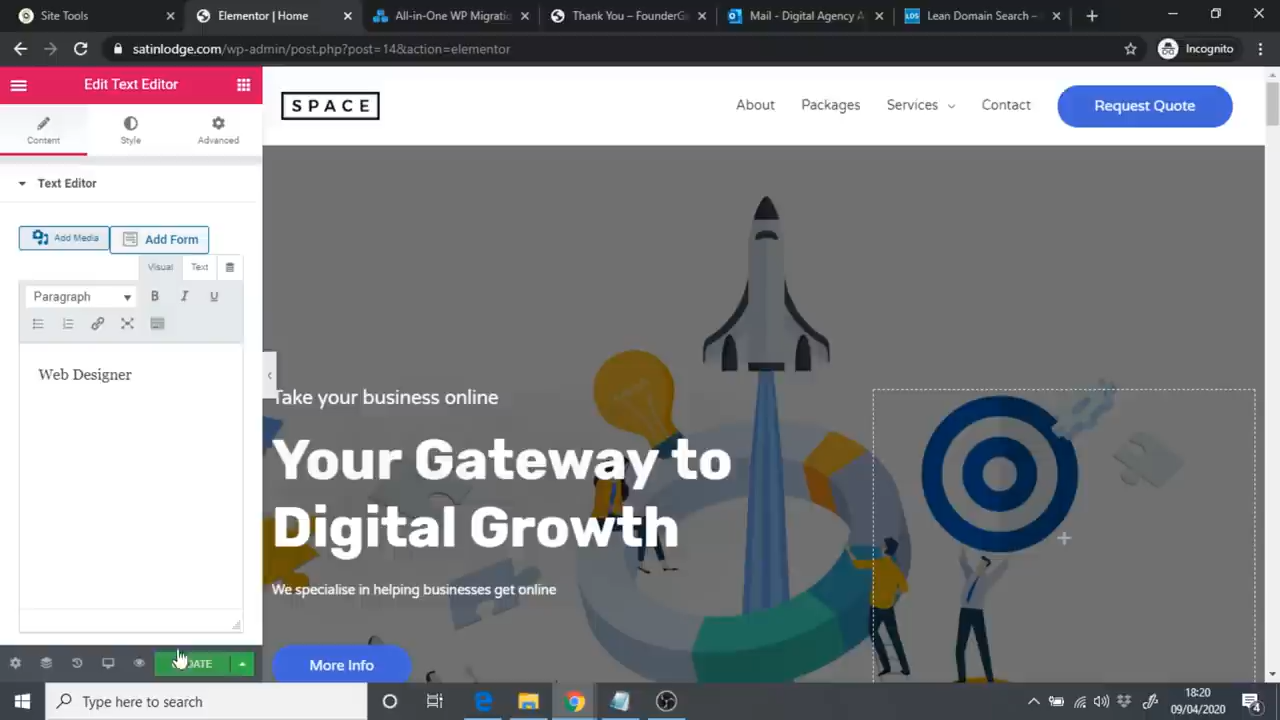 Site Tools
Elementor | Home
All-in-One WP Migratio
Thank You – FounderGe
Mail - Digital Agency A
Lean Domain Search –
satinlodge.com/wp-admin/post.php?post=14&action=elementor
Incognito
Edit Text Editor
Content
Style
Advanced
Text Editor
Add Media
Add Form
Visual
Text
Paragraph
B I U
Web Designer
SPACE
About
Packages
Services
Contact
Request Quote
Take your business online
Your Gateway to
Digital Growth
We specialise in helping businesses get online
More Info
Type here to search
18:20
09/04/2020
4